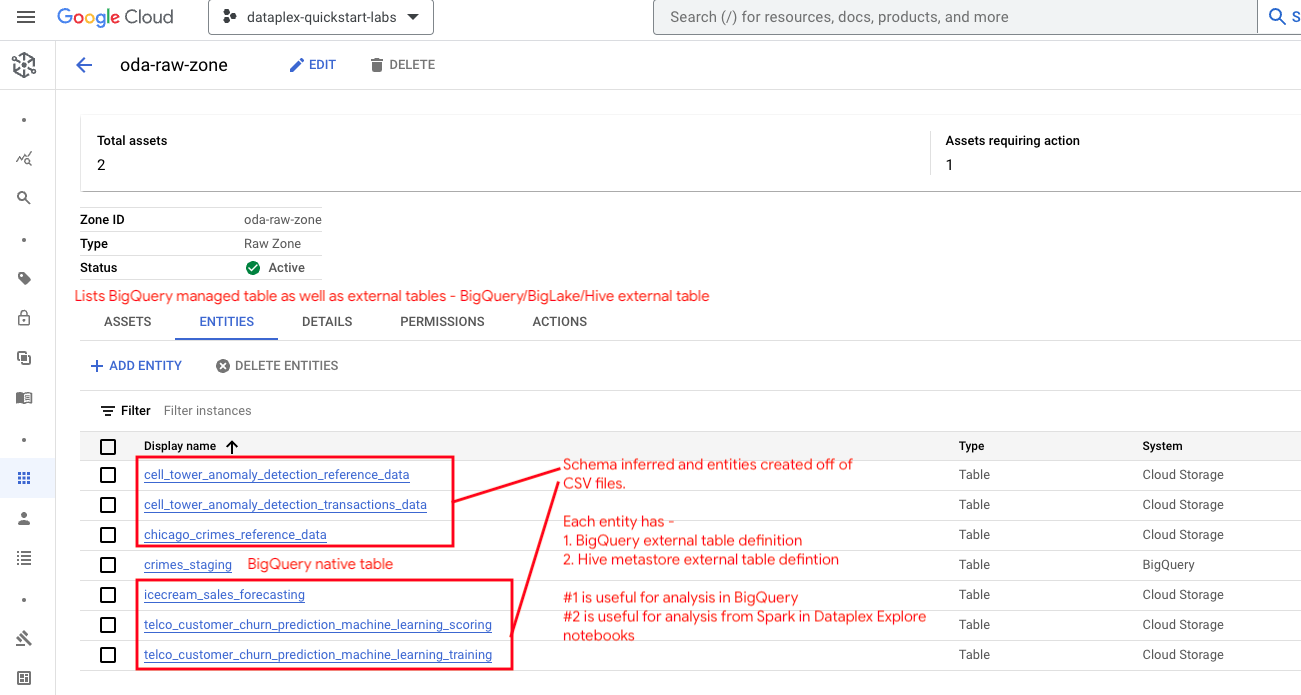 Google Cloud
dataplex-quickstart-labs
Search (/) for resources, docs, products, and more
S
oda-raw-zone
EDIT
DELETE
Total assets
2
Assets requiring action
1
Zone ID oda-raw-zone
Type Raw Zone
Status Active
Lists BigQuery managed table as well as external tables - BigQuery/BigLake/Hive external table
ASSETS ENTITIES DETAILS PERMISSIONS ACTIONS
ADD ENTITY DELETE ENTITIES
Filter Filter instances
Display name Type System
cell_tower_anomaly_detection_reference_data Table Cloud Storage
cell_tower_anomaly_detection_transactions_data Table Cloud Storage
chicago_crimes_reference_data Table Cloud Storage
crimes_staging BigQuery native table Table BigQuery
icecream_sales_forecasting Table Cloud Storage
telco_customer_churn_prediction_machine_learning_scoring Table Cloud Storage
telco_customer_churn_prediction_machine_learning_training Table Cloud Storage
Schema inferred and entities created off of
CSV files.
Each entity has -
1. BigQuery external table definition
2. Hive metastore external table defintion
#1 is useful for analysis in BigQuery
#2 is useful for analysis from Spark in Dataplex Explore
notebooks